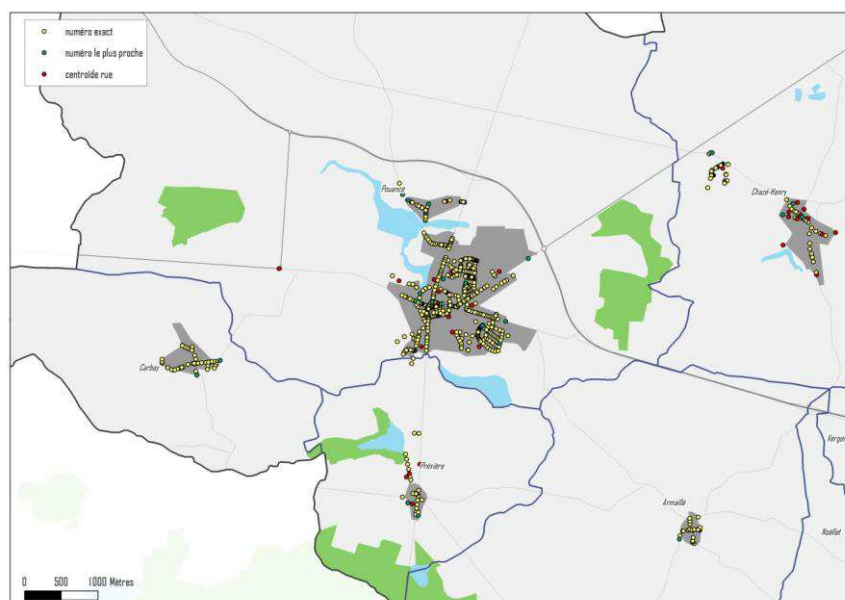 numéro exact
numéro le plus proche
centroïde rue
Pouancé
Chazé-Henry
Carbay
Prévière
Vergon
Armaillé
Noëllet
0 500 1000 Mètres